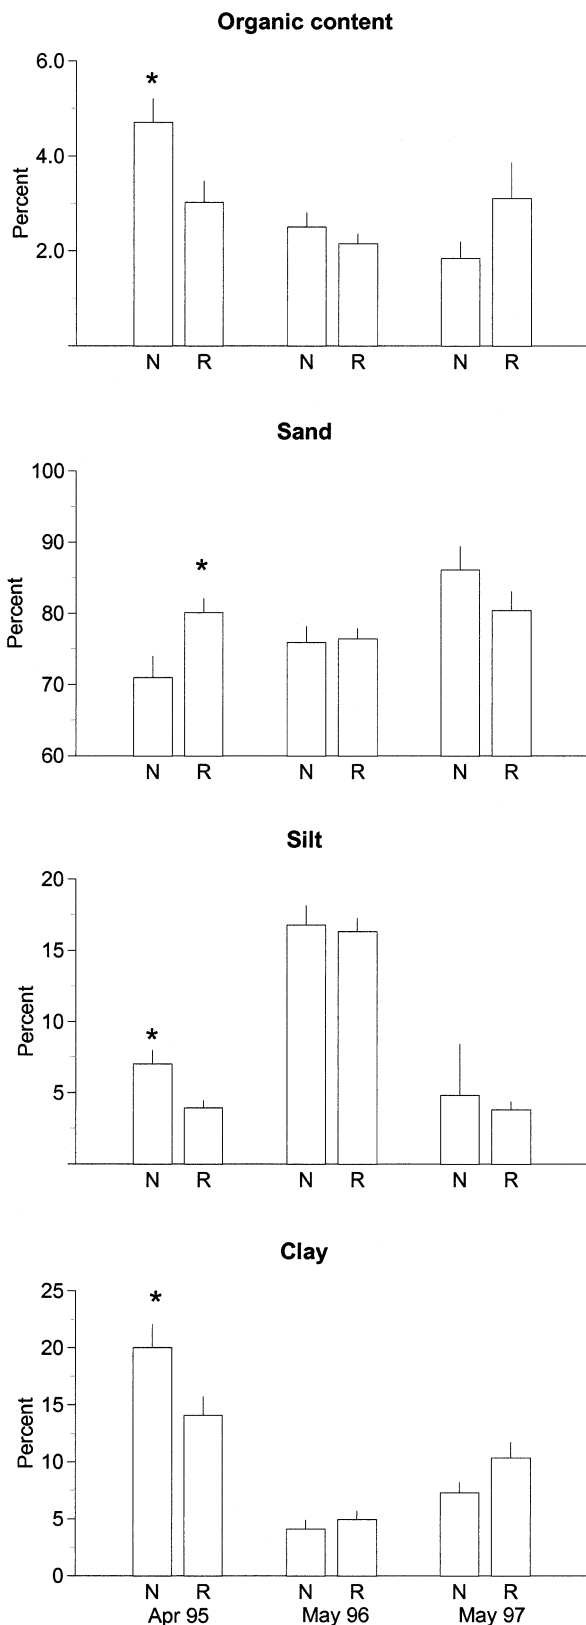 Organic content
6.0
*
4.0
Percent
2.0
N R N R N R
Sand
100
90
*
80
Percent
70
60
N R N R N R
Silt
20
15
Percent
10
*
5
N R N R N R
Clay
25
*
20
15
Percent
10
5
0
N R N R N R
Apr 95 May 96 May 97